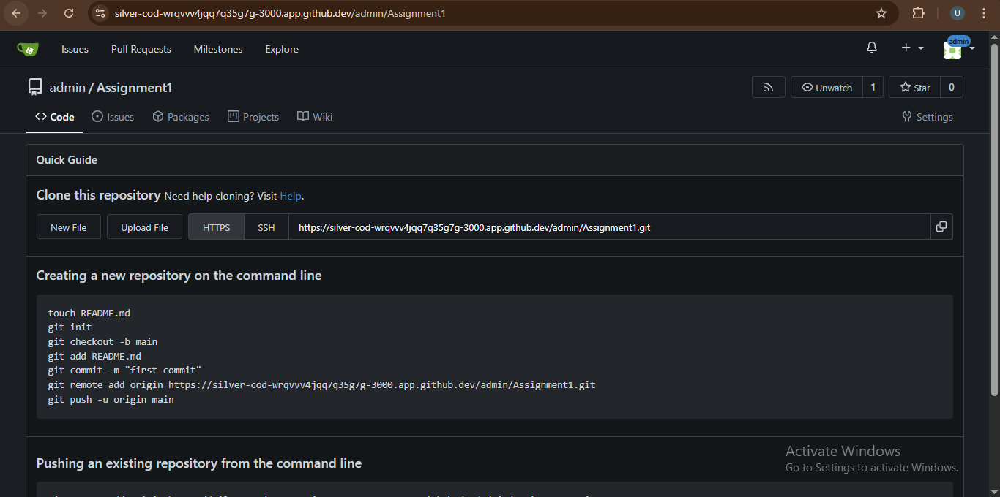 silver-cod-wrqvvv4jqq7q35g7g-3000.app.github.dev/admin/Assignment1
U
Issues Pull Requests Milestones Explore
admin
admin / Assignment1
Unwatch 1 Star 0
Code Issues Packages Projects Wiki Settings
Quick Guide
Clone this repository Need help cloning? Visit Help.
New File Upload File HTTPS SSH https://silver-cod-wrqvvv4jqq7q35g7g-3000.app.github.dev/admin/Assignment1.git
Creating a new repository on the command line
touch README.md
git init
git checkout -b main
git add README.md
git commit -m "first commit"
git remote add origin https://silver-cod-wrqvvv4jqq7q35g7g-3000.app.github.dev/admin/Assignment1.git
git push -u origin main
Activate Windows
Go to Settings to activate Windows.
Pushing an existing repository from the command line